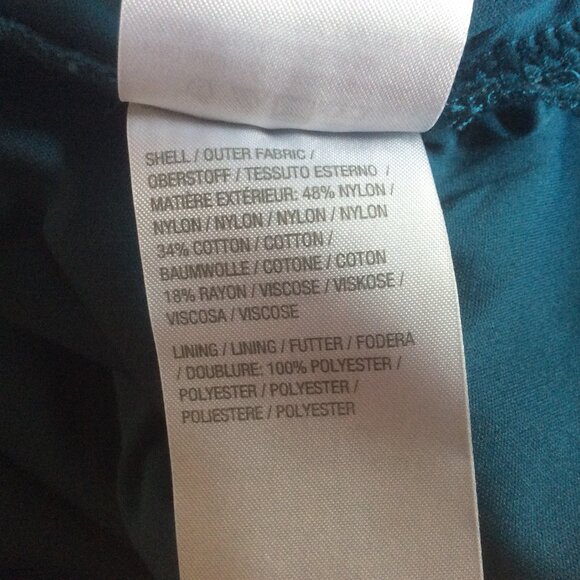 SHELL / OUTER FABRIC /
OBERSTOFF / TESSUTO ESTERNO /
MATIÈRE EXTÉRIEUR: 48% NYLON /
NYLON / NYLON / NYLON / NYLON
34% COTTON / COTTON /
BAUMWOLLE / COTONE / COTON
18% RAYON / VISCOSE / VISKOSE /
VISCOSA / VISCOSE
LINING / LINING / FUTTER / FODERA
/ DOUBLURE: 100% POLYESTER /
POLYESTER / POLYESTER /
POLIESTERE / POLYESTER